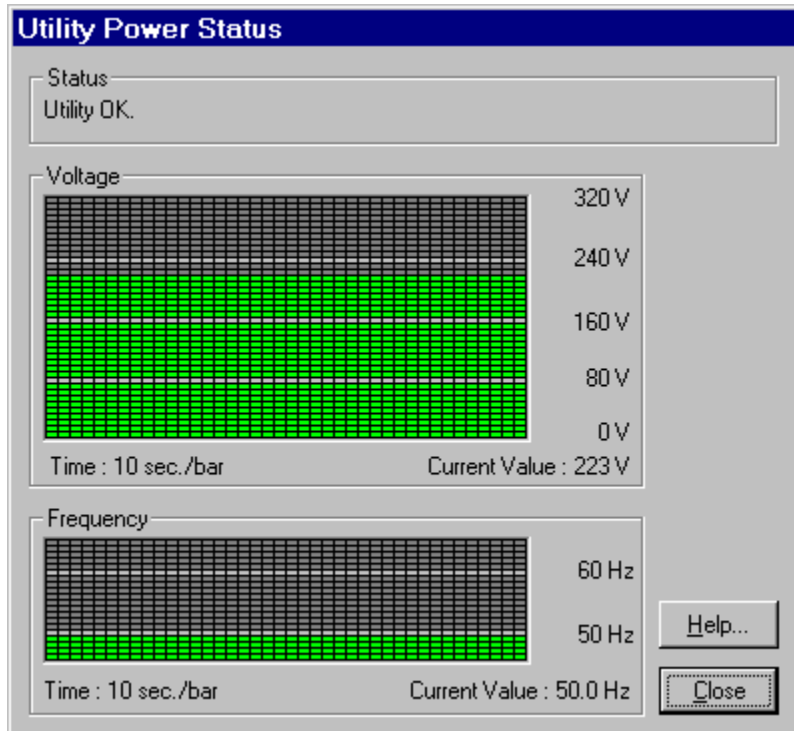 Utility Power Status
Status
Utility OK.
Voltage
320 V
240 V
160 V
80 V
0 V
Time : 10 sec./bar Current Value : 223 V
Frequency
60 Hz
50 Hz
Time : 10 sec./bar Current Value : 50.0 Hz
Help...
Close